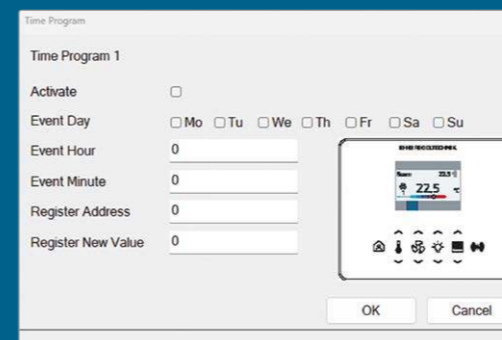 Time Program
Time Program 1
Activate
Event Day Mo Tu We Th Fr Sa Su
Event Hour 0
Event Minute 0
Register Address 0
Register New Value 0
22.5
OK Cancel